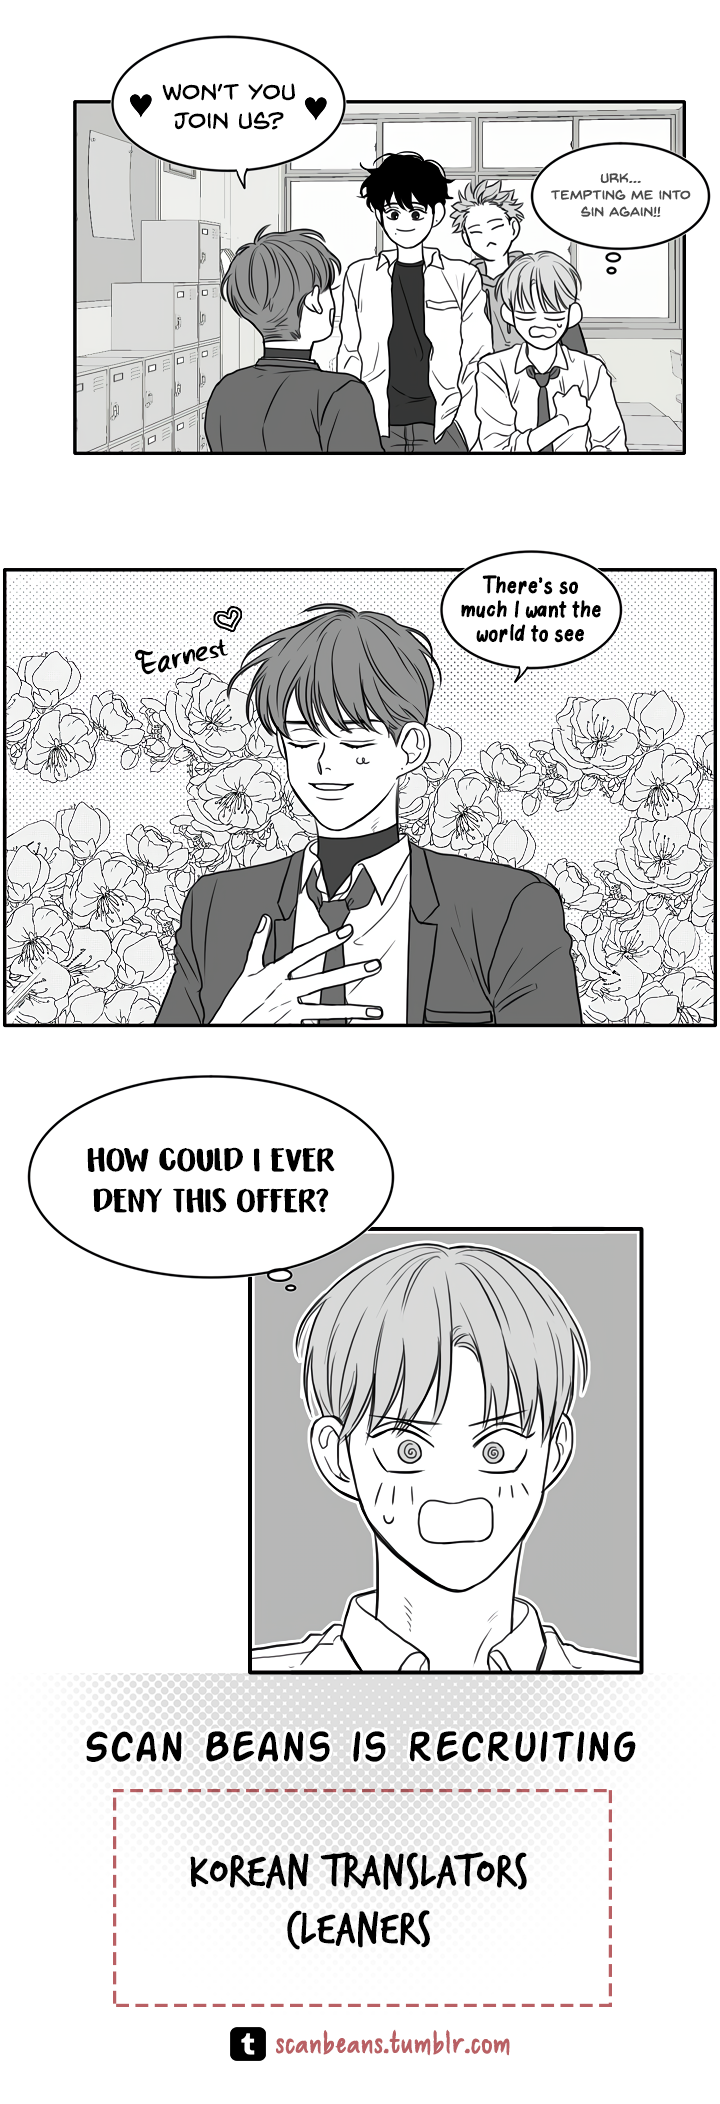 ♥ WON'T YOU ♥
JOIN US?
URK...
TEMPTING ME INTO
SIN AGAIN!!
There's so
much I want the
world to see
Earnest
HOW COULD I EVER
DENY THIS OFFER?
SCAN BEANS IS RECRUITING
KOREAN TRANSLATORS
CLEANERS
t scanbeans.tumblr.com